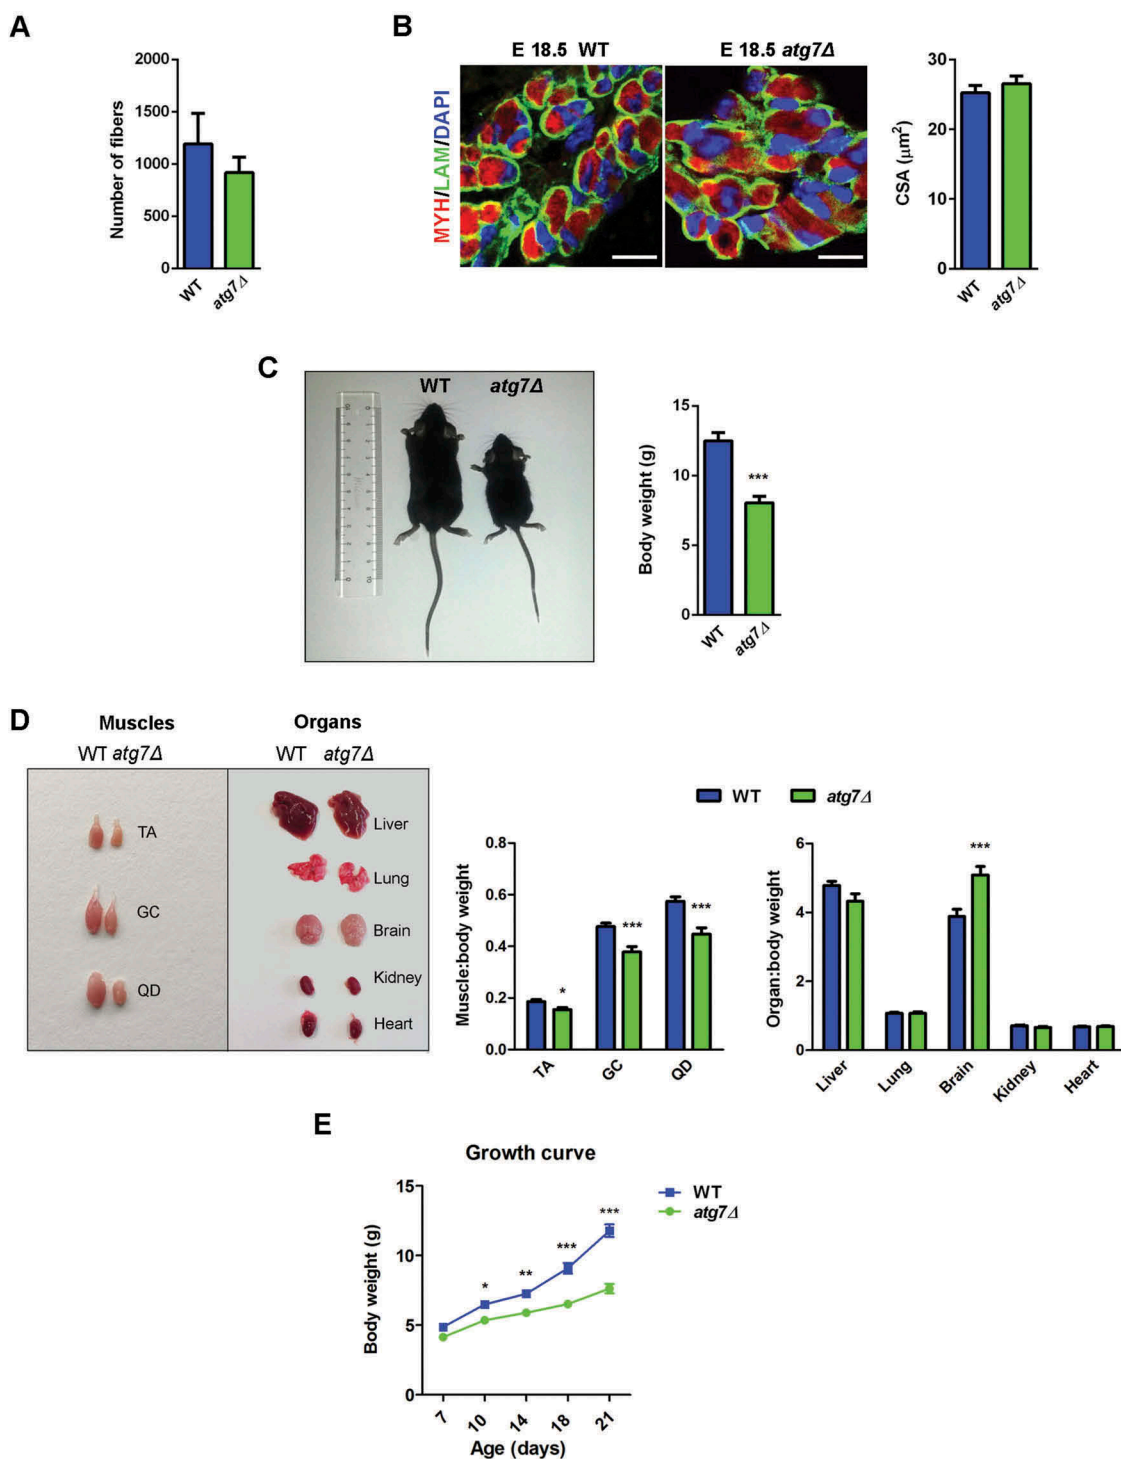 A
Number of fibers
2000
1500
1000
500
0
WT
atg7Δ
B
E 18.5 WT
E 18.5 atg7Δ
MYH/LAM/DAPI
CSA (μm²)
30
20
10
0
WT
atg7Δ
C
WT
atg7Δ
Body weight (g)
15
10
5
0
***
WT
atg7Δ
D
Muscles
WT atg7Δ
TA
GC
QD
Organs
WT atg7Δ
Liver
Lung
Brain
Kidney
Heart
WT
atg7Δ
Muscle:body weight
0.8
0.6
0.4
0.2
0.0
*
***
***
TA
GC
QD
Organ:body weight
6
4
2
0
***
Liver
Lung
Brain
Kidney
Heart
E
Growth curve
WT
atg7Δ
Body weight (g)
15
10
5
0
*
**
***
***
7
10
14
18
21
Age (days)